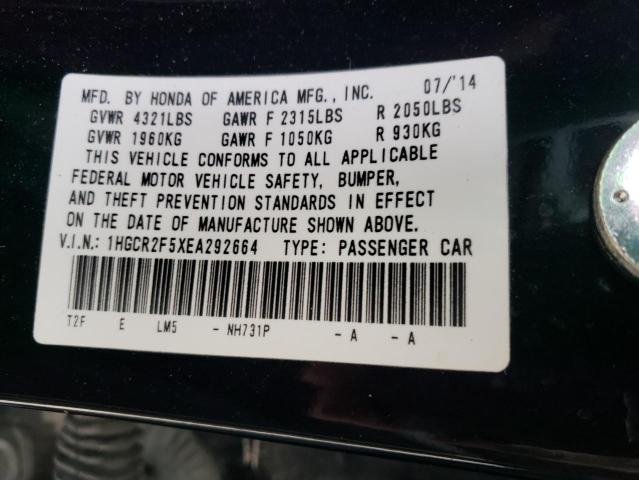 MFD. BY HONDA OF AMERICA MFG., INC. 07/'14
GVWR 4321LBS GAWR F 2315LBS R 2050LBS
GVWR 1960KG GAWR F 1050KG R 930KG
THIS VEHICLE CONFORMS TO ALL APPLICABLE
FEDERAL MOTOR VEHICLE SAFETY, BUMPER,
AND THEFT PREVENTION STANDARDS IN EFFECT
ON THE DATE OF MANUFACTURE SHOWN ABOVE.
V.I.N.: 1HGCR2F5XEA292664 TYPE: PASSENGER CAR
T2F E LM5 - NH731P - A - A